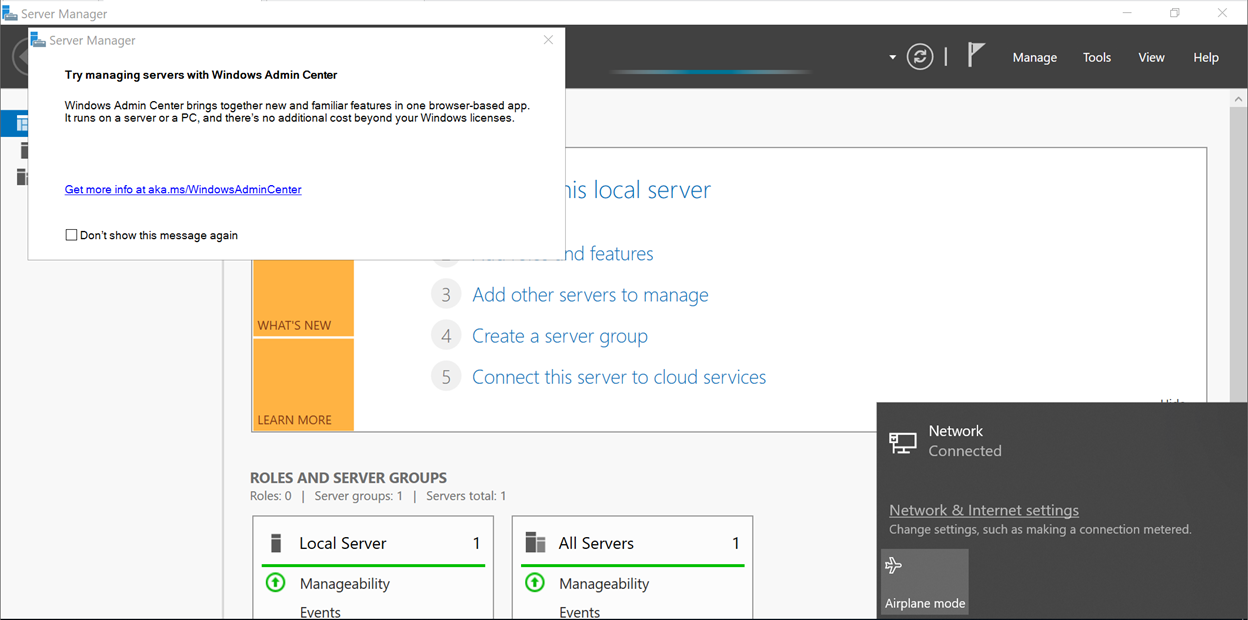 Server Manager
Server Manager
Try managing servers with Windows Admin Center
Windows Admin Center brings together new and familiar features in one browser-based app.
It runs on a server or a PC, and there's no additional cost beyond your Windows licenses.
Get more info at aka.ms/WindowsAdminCenter
Don't show this message again
Manage Tools View Help
local server
and features
3 Add other servers to manage
4 Create a server group
5 Connect this server to cloud services
WHAT'S NEW
LEARN MORE
ROLES AND SERVER GROUPS
Roles: 0 | Server groups: 1 | Servers total: 1
Local Server 1
Manageability
Events
All Servers 1
Manageability
Events
Network
Connected
Network & Internet settings
Change settings, such as making a connection metered.
Airplane mode